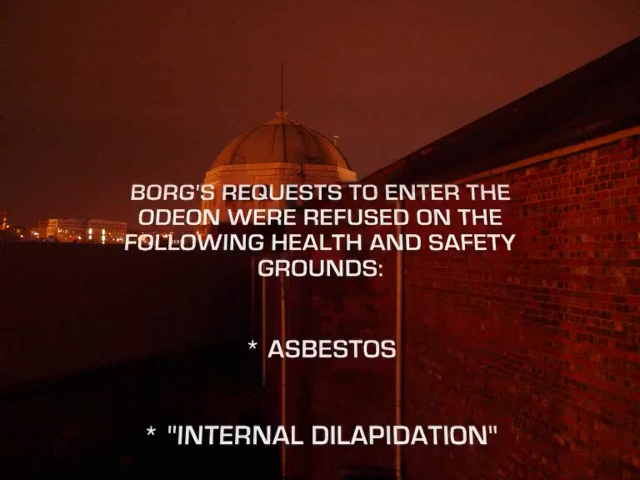 BORG'S REQUESTS TO ENTER THE
ODEON WERE REFUSED ON THE
FOLLOWING HEALTH AND SAFETY
GROUNDS:
* ASBESTOS
* "INTERNAL DILAPIDATION"